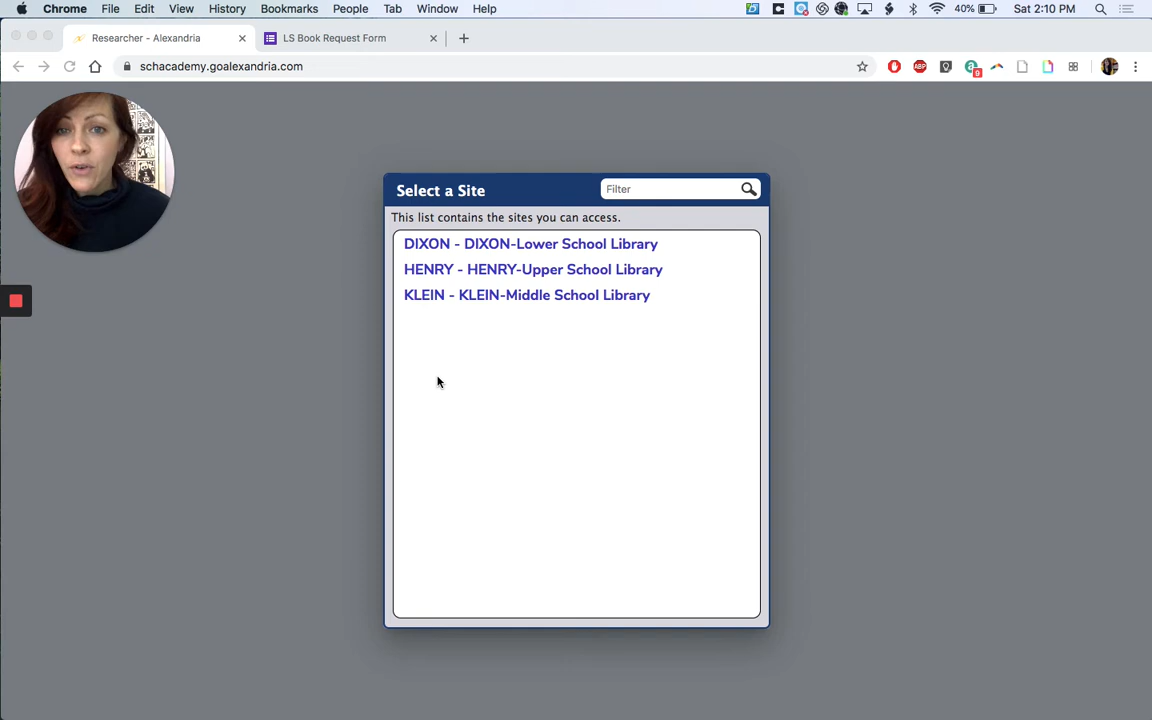 Chrome File Edit View History Bookmarks People Tab Window Help 40% Sat 2:10 PM
Researcher - Alexandria LS Book Request Form
schacademy.goalexandria.com ABP a 9
Select a Site Filter
This list contains the sites you can access.
DIXON - DIXON-Lower School Library
HENRY - HENRY-Upper School Library
KLEIN - KLEIN-Middle School Library